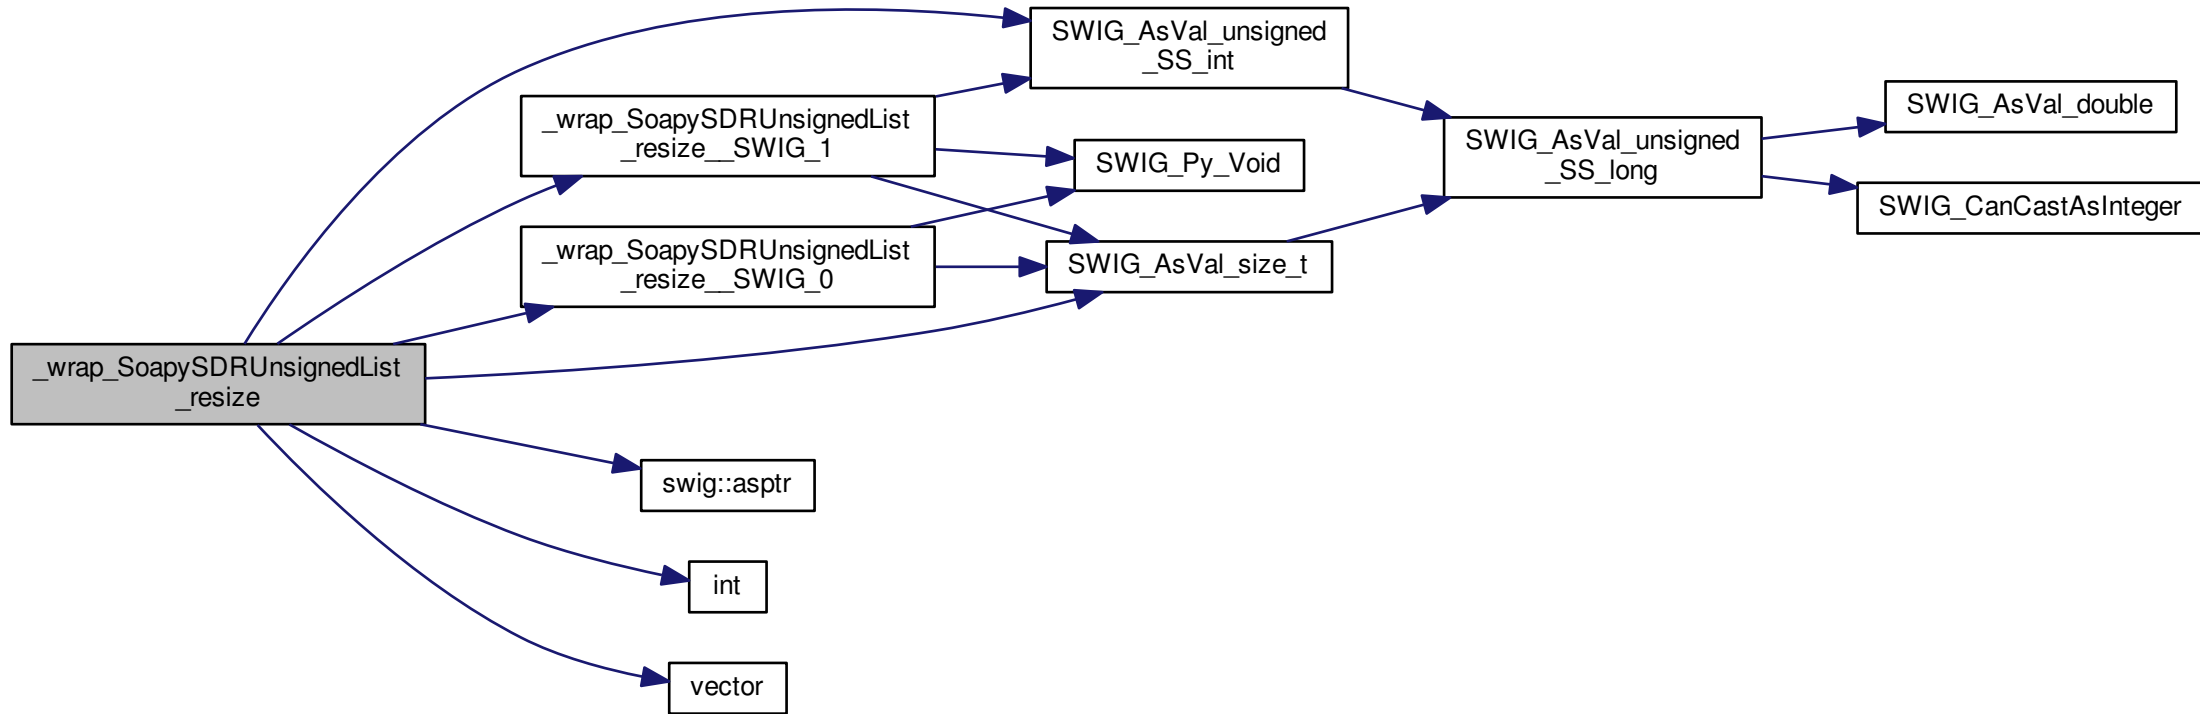 SWIG_AsVal_unsigned
_SS_int
_wrap_SoapySDRUnsignedList
_resize__SWIG_1
SWIG_Py_Void
SWIG_AsVal_unsigned
_SS_long
SWIG_AsVal_double
SWIG_CanCastAsInteger
_wrap_SoapySDRUnsignedList
_resize__SWIG_0
SWIG_AsVal_size_t
_wrap_SoapySDRUnsignedList
_resize
swig::asptr
int
vector